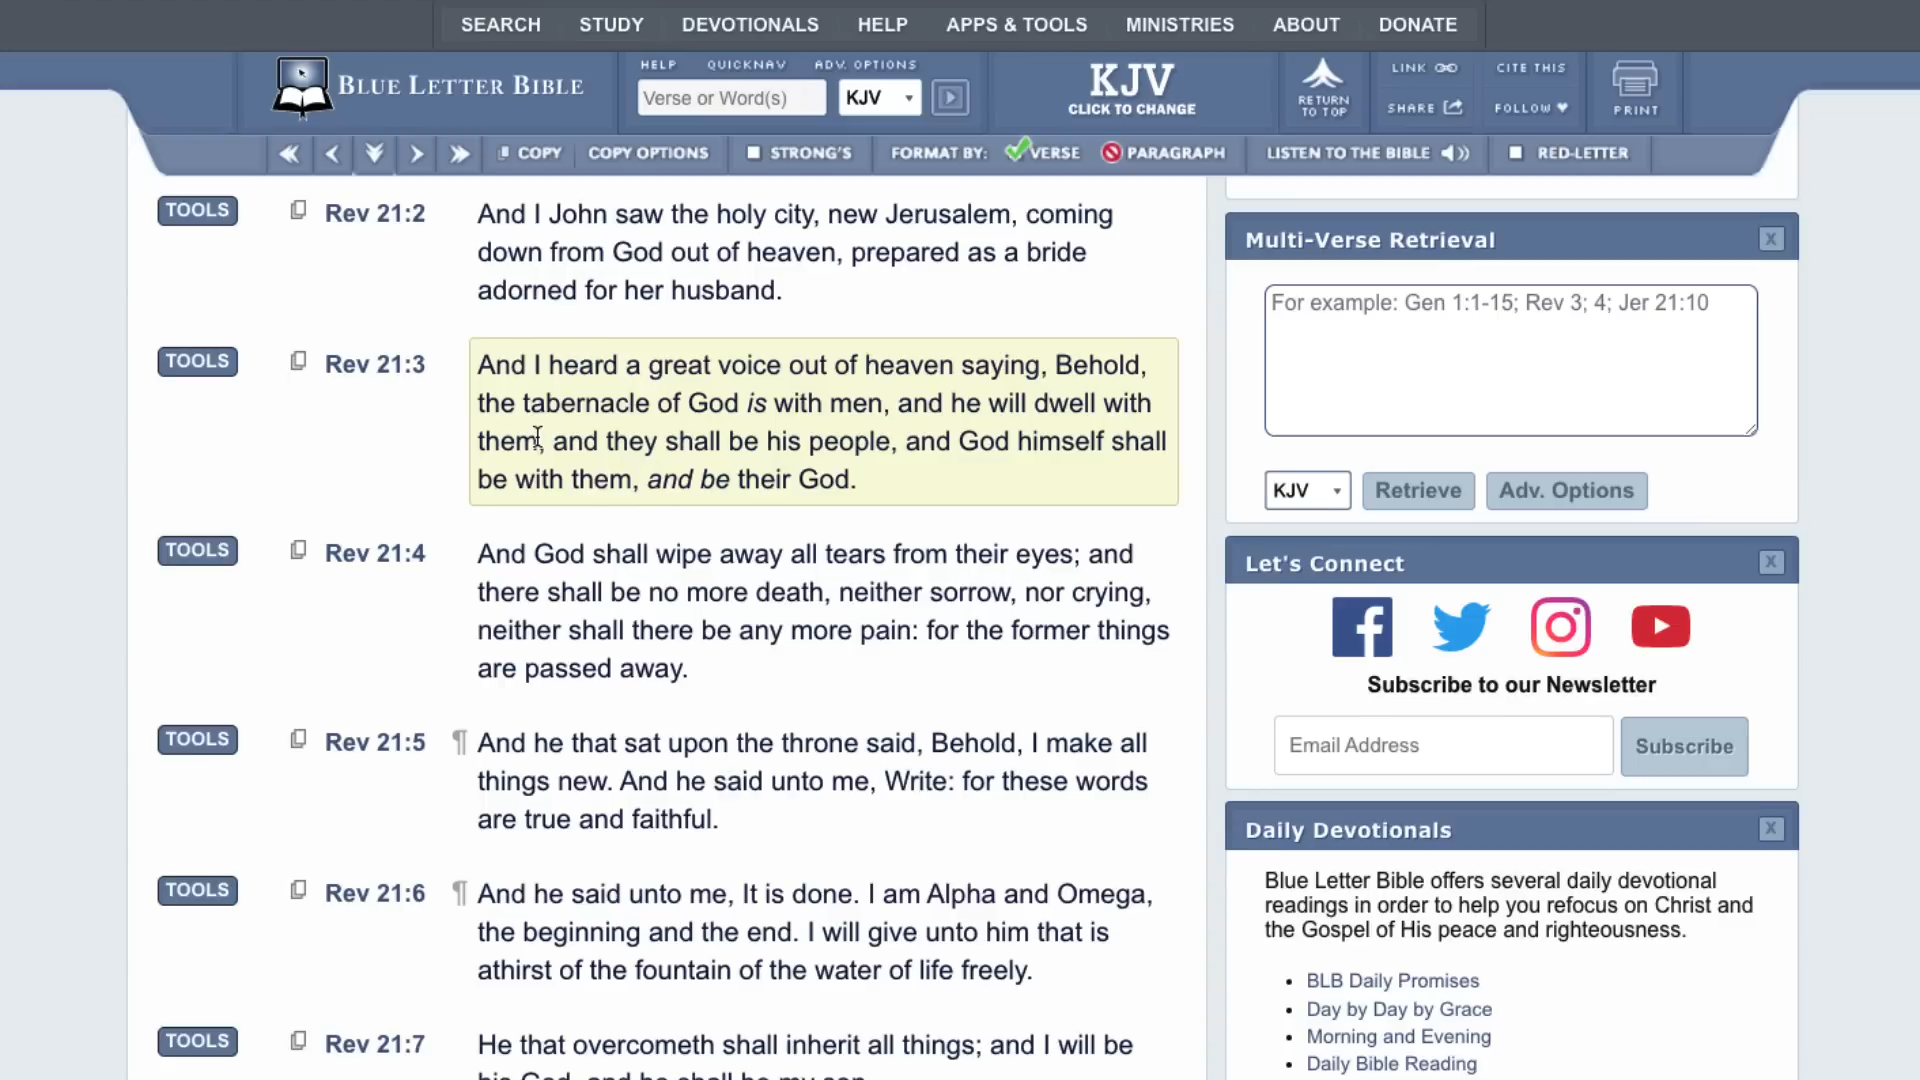 SEARCH STUDY DEVOTIONALS HELP APPS & TOOLS MINISTRIES ABOUT DONATE
BLUE LETTER BIBLE
HELP QUICKNAV ADV. OPTIONS
Verse or Word(s) KJV
KJV
CLICK TO CHANGE
RETURN
TO TOP
LINK CITE THIS
SHARE FOLLOW
PRINT
COPY COPY OPTIONS STRONG'S FORMAT BY: VERSE PARAGRAPH LISTEN TO THE BIBLE RED-LETTER
TOOLS Rev 21:2 And I John saw the holy city, new Jerusalem, coming
down from God out of heaven, prepared as a bride
adorned for her husband.
TOOLS Rev 21:3 And I heard a great voice out of heaven saying, Behold,
the tabernacle of God is with men, and he will dwell with
them, and they shall be his people, and God himself shall
be with them, and be their God.
TOOLS Rev 21:4 And God shall wipe away all tears from their eyes; and
there shall be no more death, neither sorrow, nor crying,
neither shall there be any more pain: for the former things
are passed away.
TOOLS Rev 21:5 ¶ And he that sat upon the throne said, Behold, I make all
things new. And he said unto me, Write: for these words
are true and faithful.
TOOLS Rev 21:6 ¶ And he said unto me, It is done. I am Alpha and Omega,
the beginning and the end. I will give unto him that is
athirst of the fountain of the water of life freely.
TOOLS Rev 21:7 He that overcometh shall inherit all things; and I will be
his God, and he shall be my son.
Multi-Verse Retrieval X
For example: Gen 1:1-15; Rev 3; 4; Jer 21:10
KJV Retrieve Adv. Options
Let's Connect X
Subscribe to our Newsletter
Email Address Subscribe
Daily Devotionals X
Blue Letter Bible offers several daily devotional
readings in order to help you refocus on Christ and
the Gospel of His peace and righteousness.
• BLB Daily Promises
• Day by Day by Grace
• Morning and Evening
• Daily Bible Reading